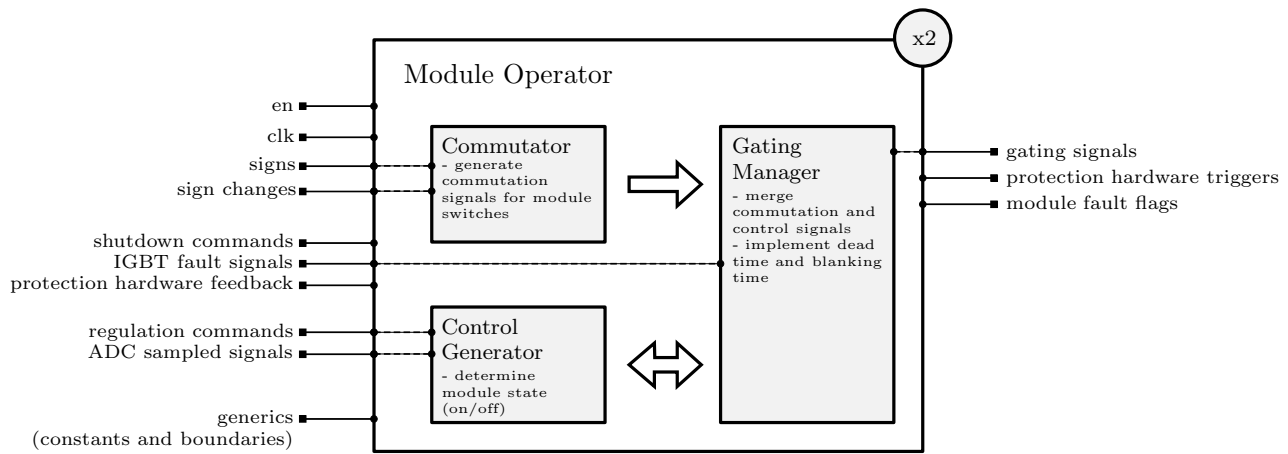 x2
Module Operator
en
clk
signs
sign changes
shutdown commands
IGBT fault signals
protection hardware feedback
regulation commands
ADC sampled signals
generics
(constants and boundaries)
Commutator
- generate
commutation
signals for module
switches
Control
Generator
- determine
module state
(on/off)
Gating
Manager
- merge
commutation and
control signals
- implement dead
time and blanking
time
gating signals
protection hardware triggers
module fault flags